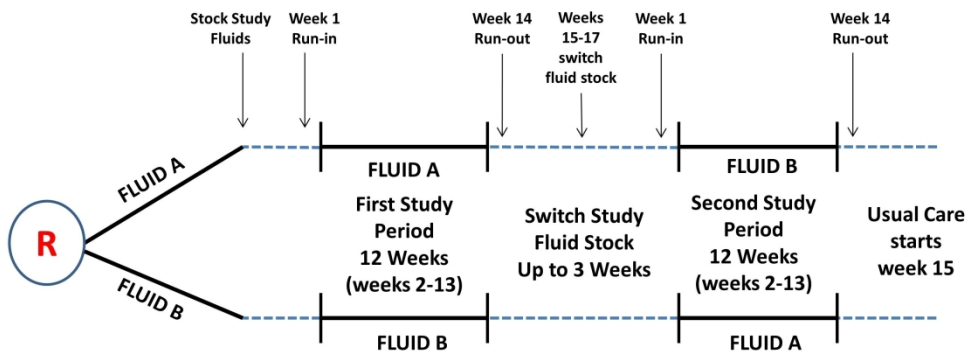 Stock Study
Fluids
Week 1
Run-in
Week 14
Run-out
Weeks
15-17
switch
fluid stock
Week 1
Run-in
Week 14
Run-out
FLUID A
FLUID A
FLUID B
R
First Study
Period
12 Weeks
(weeks 2-13)
Switch Study
Fluid Stock
Up to 3 Weeks
Second Study
Period
12 Weeks
(weeks 2-13)
Usual Care
starts
week 15
FLUID B
FLUID B
FLUID A